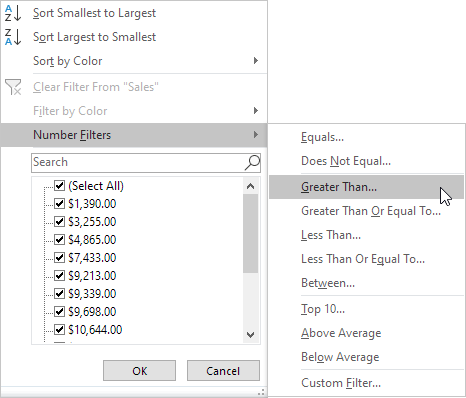 Sort Smallest to Largest
Sort Largest to Smallest
Sort by Color
Clear Filter From "Sales"
Filter by Color
Number Filters
Search
(Select All)
$1,390.00
$3,255.00
$4,865.00
$7,433.00
$9,213.00
$9,339.00
$9,698.00
$10,644.00
OK
Cancel
Equals...
Does Not Equal...
Greater Than...
Greater Than Or Equal To...
Less Than...
Less Than Or Equal To...
Between...
Top 10...
Above Average
Below Average
Custom Filter...